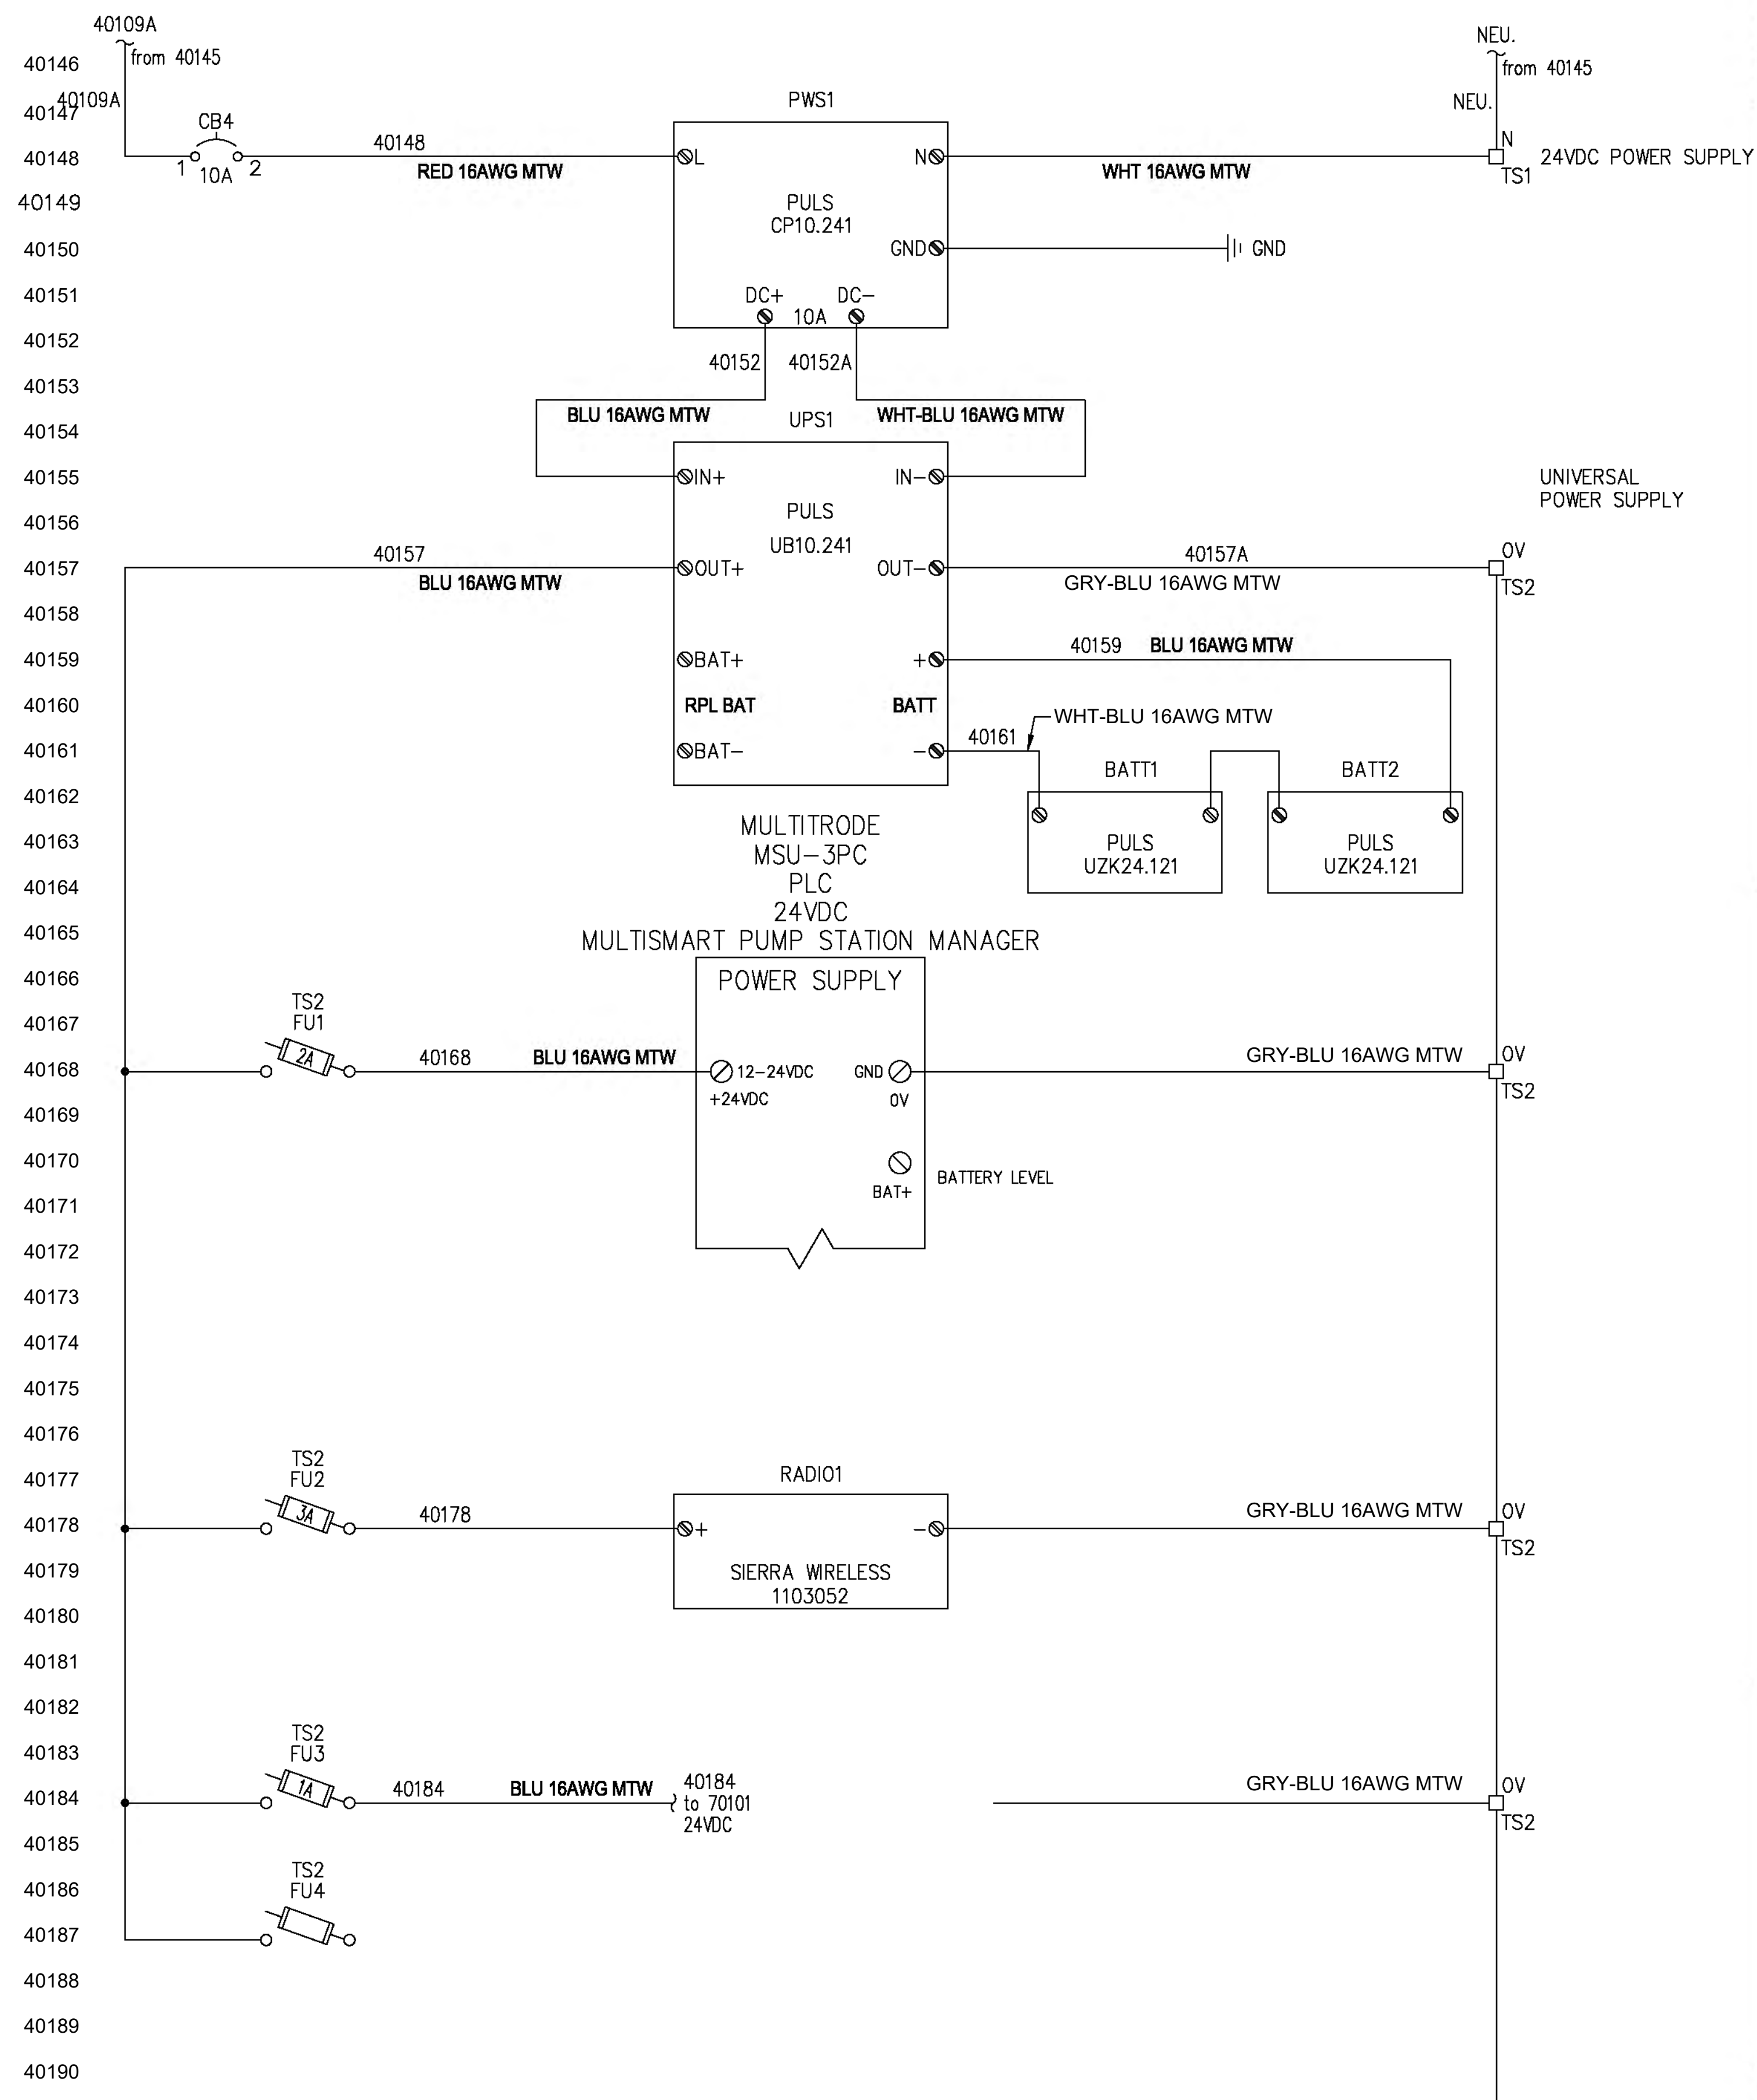 40109A
from 40145
NEU.
from 40145
40146
40109A
NEU.
40147
PWS1
CB4
40148
N
40148
1
10A
2
RED 16AWG MTW
L
N
WHT 16AWG MTW
TS1
24VDC POWER SUPPLY
40149
PULS
CP10.241
40150
GND
GND
40151
DC+
DC-
10A
40152
40152
40152A
40153
BLU 16AWG MTW
UPS1
WHT-BLU 16AWG MTW
40154
40155
IN+
IN-
UNIVERSAL
POWER SUPPLY
40156
PULS
UB10.241
40157
40157
OUT+
OUT-
40157A
0V
BLU 16AWG MTW
GRY-BLU 16AWG MTW
TS2
40158
40159
BAT+
+
40159
BLU 16AWG MTW
40160
RPL BAT
BATT
WHT-BLU 16AWG MTW
40161
BAT-
-
40161
BATT1
BATT2
40162
40163
MULTITRODE
MSU-3PC
PLC
24VDC
MULTISMART PUMP STATION MANAGER
PULS
UZK24.121
PULS
UZK24.121
40164
40165
40166
POWER SUPPLY
40167
TS2
FU1
2A
40168
40168
BLU 16AWG MTW
12-24VDC
+24VDC
GND
0V
GRY-BLU 16AWG MTW
0V
TS2
40169
40170
BAT+
BATTERY LEVEL
40171
40172
40173
40174
40175
40176
40177
TS2
FU2
3A
RADIO1
40178
40178
+
-
GRY-BLU 16AWG MTW
0V
TS2
40179
SIERRA WIRELESS
1103052
40180
40181
40182
40183
TS2
FU3
1A
40184
40184
BLU 16AWG MTW
40184
to 70101
24VDC
GRY-BLU 16AWG MTW
0V
TS2
40185
40186
TS2
FU4
40187
40188
40189
40190